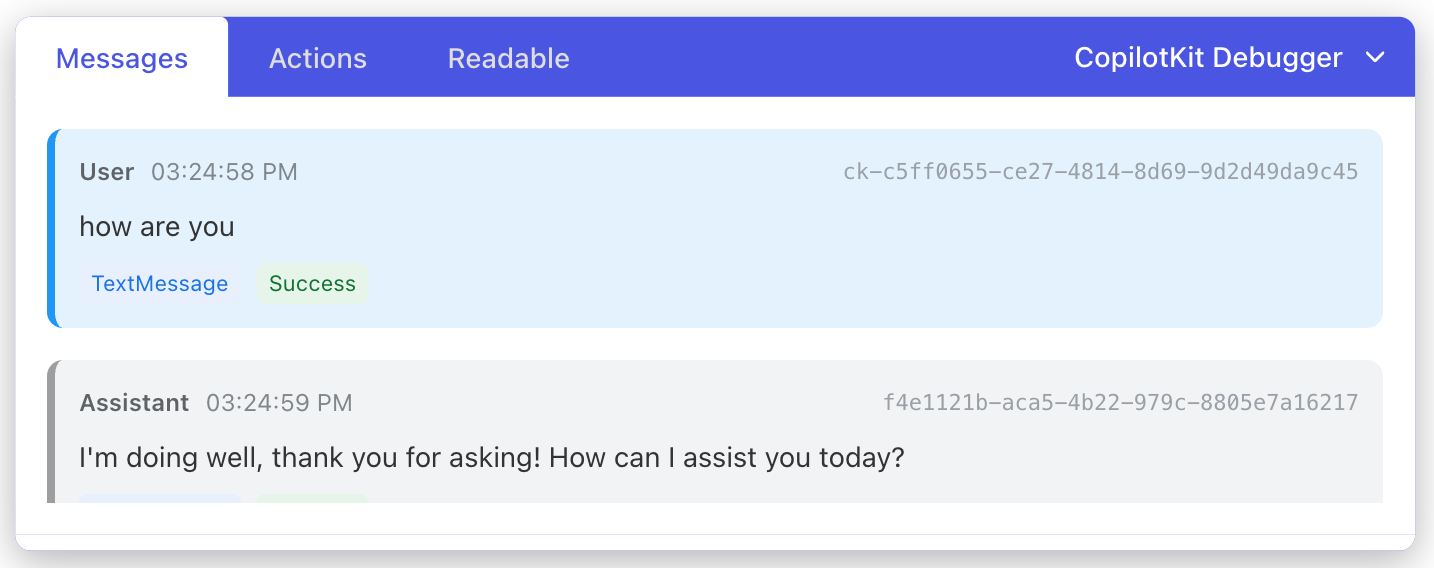 Messages Actions Readable CopilotKit Debugger
User 03:24:58 PM ck-c5ff0655-ce27-4814-8d69-9d2d49da9c45
how are you
TextMessage Success
Assistant 03:24:59 PM f4e1121b-aca5-4b22-979c-8805e7a16217
I'm doing well, thank you for asking! How can I assist you today?